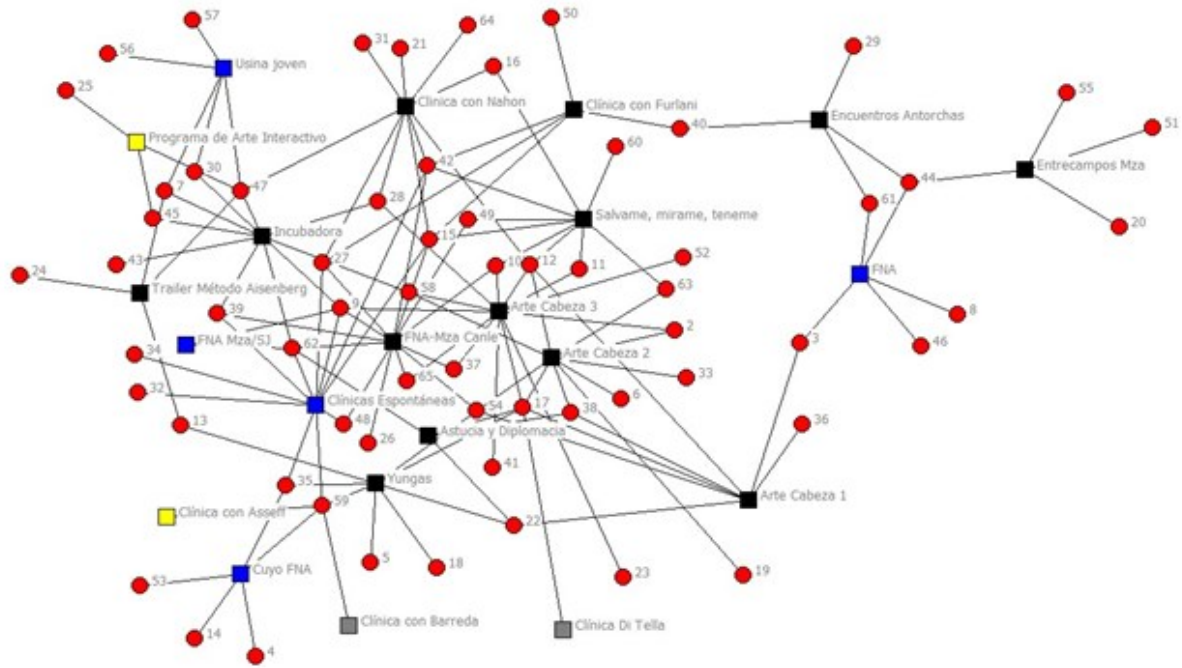 57
64
50
31
21
29
56
Usina joven
16
25
55
Clínica con Nahon
Clínica con Furlani
Encuentros Antorchas
40
51
Programa de Arte Interactivo
60
42
30
Entrecampos Mza
44
7
47
28
61
45
49
Salvame, mirame, teneme
20
Incubadora
15
43
27
10
12
11
52
24
FNA
Trailer Método Aisenberg
58
63
39
9
Arte Cabeza 3
8
2
FNA Mza/SJ
62
FNA-Mza Canle
3
46
34
Arte Cabeza 2
37
33
65
32
6
Clínicas Espontáneas
54
17
38
13
48
36
26
Astucia y Diplomacia
41
35
Yungas
59
Arte Cabeza 1
Clínica con Asseff
22
5
18
Cuyo FNA
23
19
53
Clínica con Barreda
Clínica Di Tella
14
4